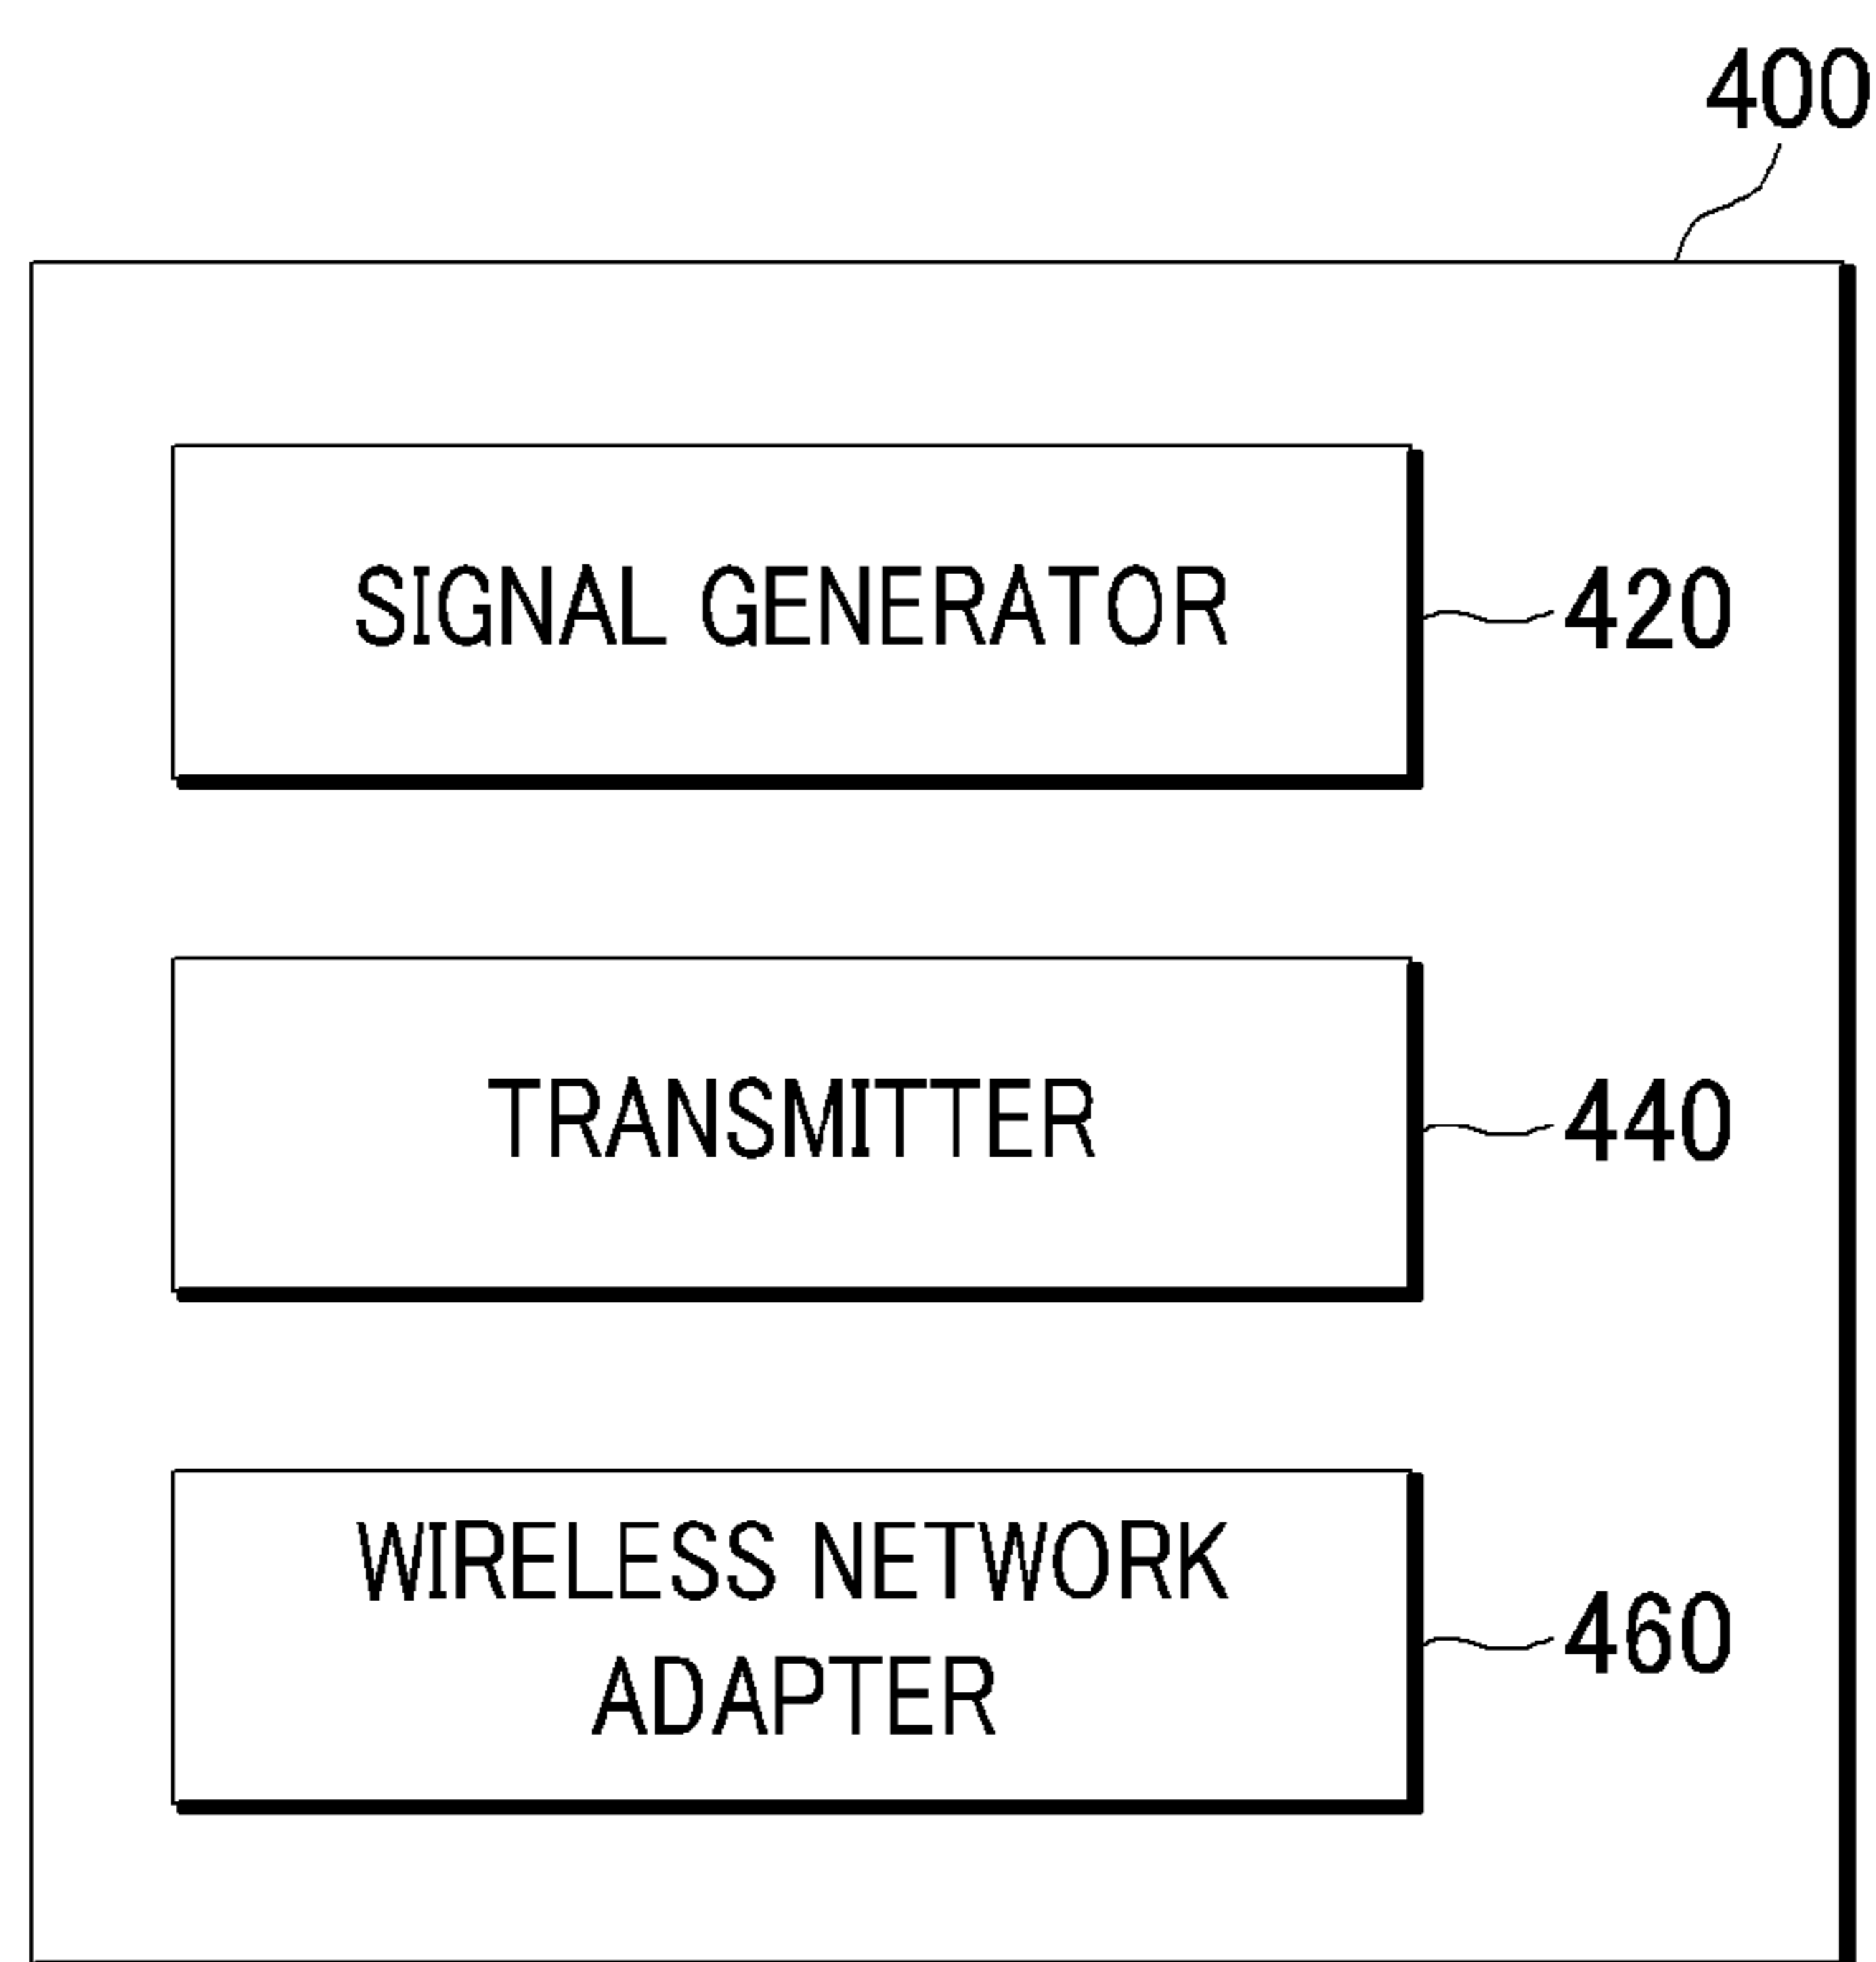 400
SIGNAL GENERATOR 420
TRANSMITTER 440
WIRELESS NETWORK
ADAPTER
460